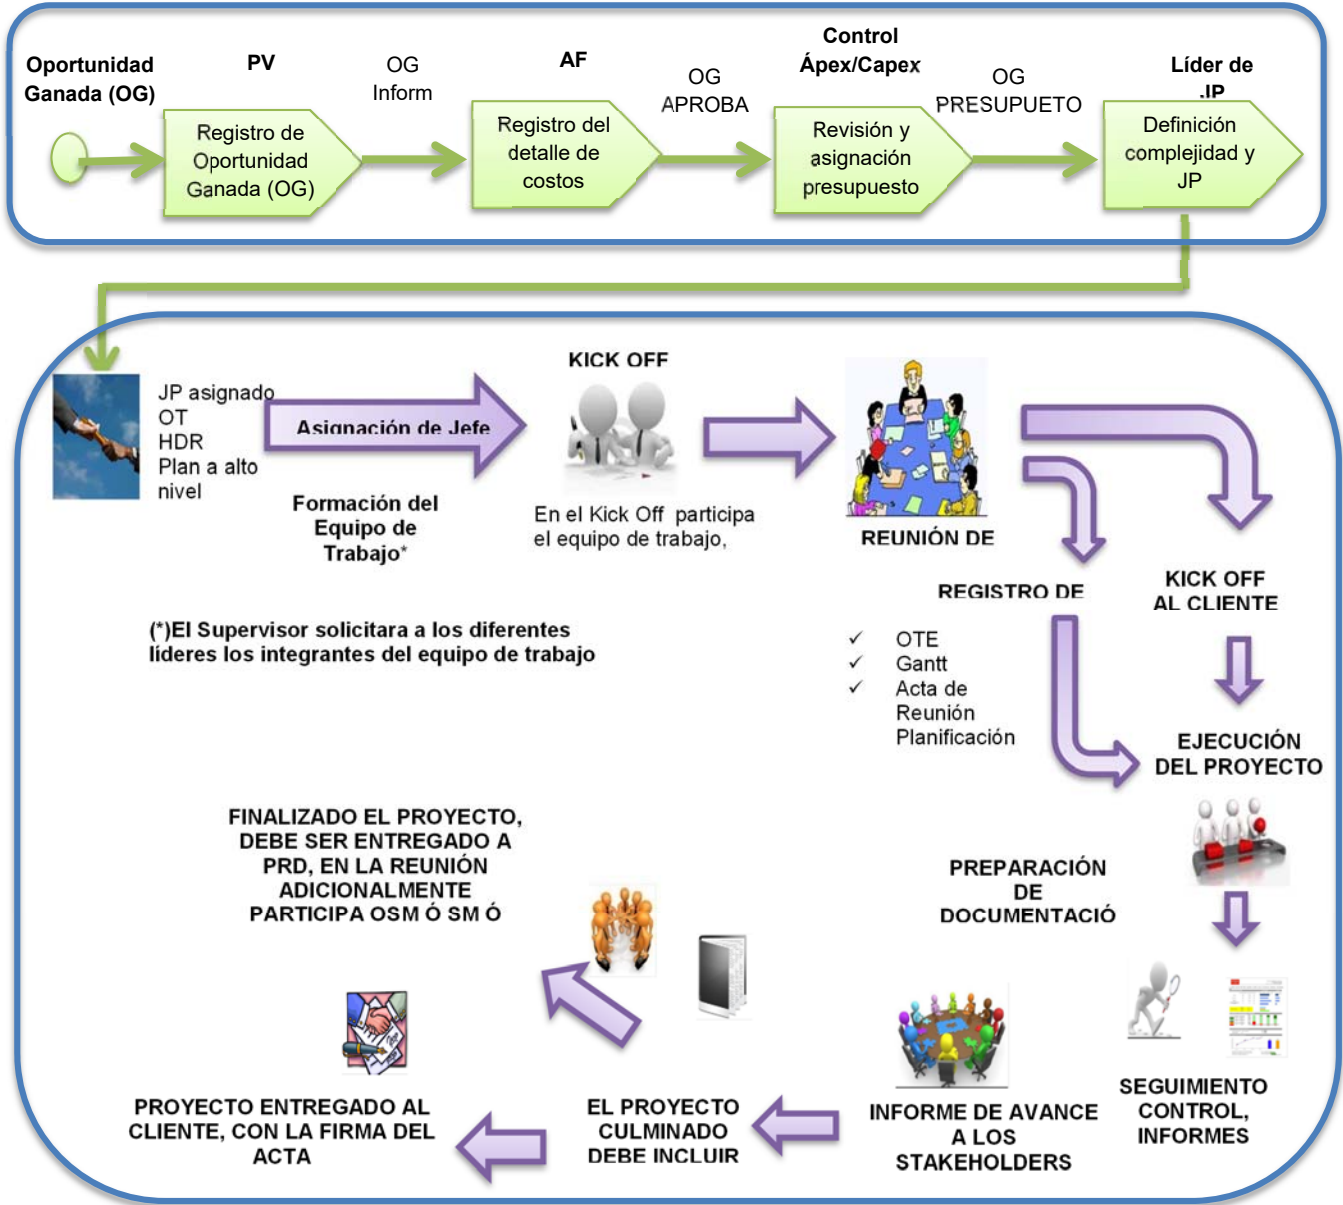 Oportunidad
Ganada (OG)
PV
OG
Inform
AF
OG
APROBA
Control
Ápex/Capex
OG
PRESUPUETO
Líder de
JP
Registro de
Oportunidad
Ganada (OG)
Registro del
detalle de
costos
Revisión y
asignación
presupuesto
Definición
complejidad y
JP
JP asignado
OT
HDR
Plan a alto
nivel
Asignación de Jefe
Formación del
Equipo de
Trabajo*
KICK OFF
En el Kick Off participa
el equipo de trabajo,
REUNIÓN DE
REGISTRO DE
KICK OFF
AL CLIENTE
(*)El Supervisor solicitara a los diferentes
líderes los integrantes del equipo de trabajo
✓ OTE
✓ Gantt
✓ Acta de
Reunión
Planificación
EJECUCIÓN
DEL PROYECTO
FINALIZADO EL PROYECTO,
DEBE SER ENTREGADO A
PRD, EN LA REUNIÓN
ADICIONALMENTE
PARTICIPA OSM Ó SM Ó
PREPARACIÓN
DE
DOCUMENTACIÓ
SEGUIMIENTO
CONTROL,
INFORMES
INFORME DE AVANCE
A LOS
STAKEHOLDERS
EL PROYECTO
CULMINADO
DEBE INCLUIR
PROYECTO ENTREGADO AL
CLIENTE, CON LA FIRMA DEL
ACTA